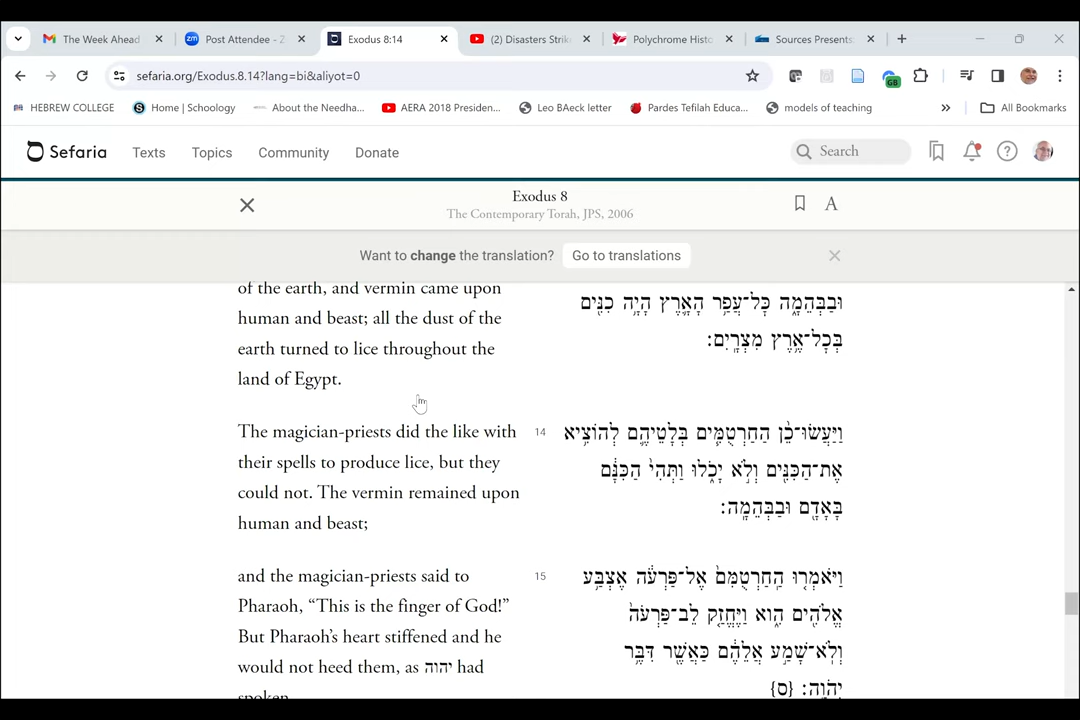 The Week Ahead
Post Attendee - Z
Exodus 8:14
(2) Disasters Strik
Polychrome Histo
Sources Presents:
sefaria.org/Exodus.8.14?lang=bi&aliyot=0
GB
HEBREW COLLEGE
Home | Schoology
About the Needha...
AERA 2018 Presiden...
Leo BAeck letter
Pardes Tefilah Educa...
models of teaching
All Bookmarks
Sefaria
Texts
Topics
Community
Donate
Search
Exodus 8
The Contemporary Torah, JPS, 2006
A
Want to change the translation?
Go to translations
of the earth, and vermin came upon
human and beast; all the dust of the
earth turned to lice throughout the
land of Egypt.
וּבַבְּהֵמָ֑ה כׇּל־עֲפַ֥ר הָאָ֛רֶץ הָיָ֥ה כִנִּ֖ים
בְּכׇל־אֶ֥רֶץ מִצְרָֽיִם׃
The magician-priests did the like with
their spells to produce lice, but they
could not. The vermin remained upon
human and beast;
14
וַיַּעֲשׂוּ־כֵ֨ן הַחַרְטֻמִּ֧ים בְּלָטֵיהֶ֛ם לְהוֹצִ֥יא
אֶת־הַכִּנִּ֖ים וְלֹ֣א יָכֹ֑לוּ וַתְּהִי֙ הַכִּנָּ֔ם
בָּאָדָ֖ם וּבַבְּהֵמָֽה׃
and the magician-priests said to
Pharaoh, “This is the finger of God!”
But Pharaoh’s heart stiffened and he
would not heed them, as יהוה had
spoken.
15
וַיֹּאמְר֤וּ הַֽחַרְטֻמִּם֙ אֶל־פַּרְעֹ֔ה אֶצְבַּ֥ע
אֱלֹהִ֖ים הִ֑וא וַיֶּחֱזַ֤ק לֵב־פַּרְעֹה֙
וְלֹֽא־שָׁמַ֣ע אֲלֵהֶ֔ם כַּאֲשֶׁ֖ר דִּבֶּ֥ר
יְהֹוָֽה׃ {ס}